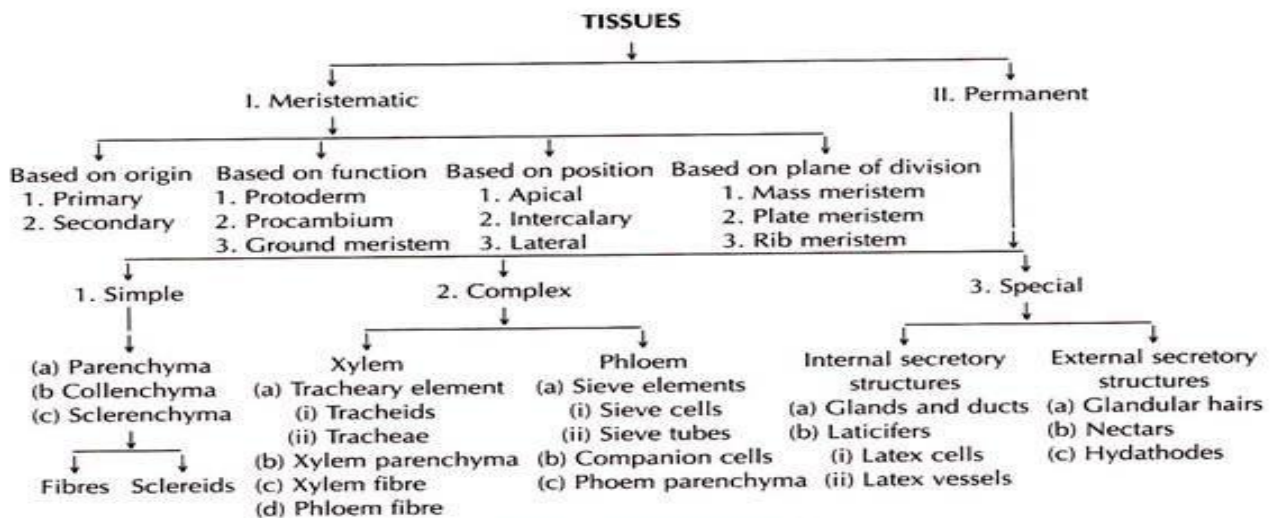 TISSUES
I. Meristematic
II. Permanent
Based on origin
1. Primary
2. Secondary
Based on function
1. Protoderm
2. Procambium
3. Ground meristem
Based on position
1. Apical
2. Intercalary
3. Lateral
Based on plane of division
1. Mass meristem
2. Plate meristem
3. Rib meristem
1. Simple
2. Complex
3. Special
(a) Parenchyma
(b Collenchyma
(c) Sclerenchyma
Fibres Sclereids
Xylem
(a) Tracheary element
(i) Tracheids
(ii) Tracheae
(b) Xylem parenchyma
(c) Xylem fibre
(d) Phloem fibre
Phloem
(a) Sieve elements
(i) Sieve cells
(ii) Sieve tubes
(b) Companion cells
(c) Phoem parenchyma
Internal secretory
structures
(a) Glands and ducts
(b) Laticifers
(i) Latex cells
(ii) Latex vessels
External secretory
structures
(a) Glandular hairs
(b) Nectars
(c) Hydathodes